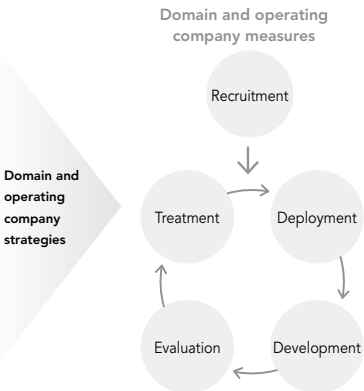 Domain and operating
company measures
Recruitment
Domain and
operating
company
strategies
Treatment
Deployment
Evaluation
Development